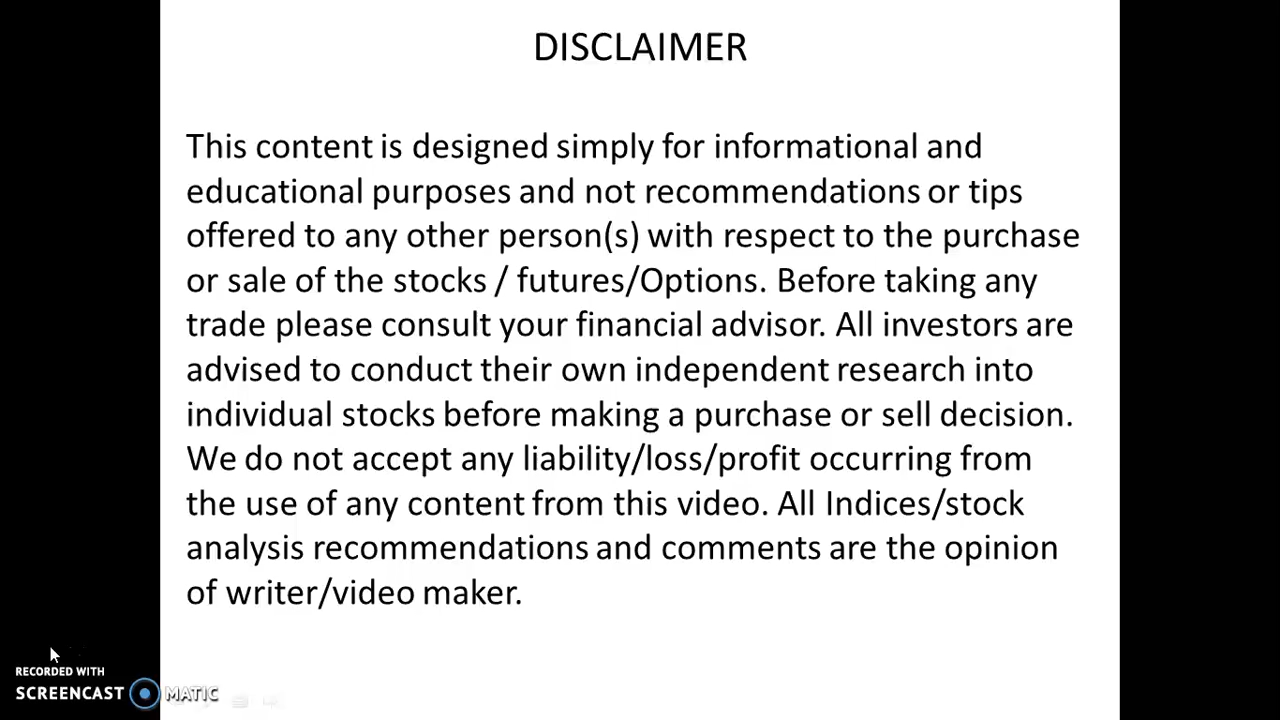 DISCLAIMER
This content is designed simply for informational and
educational purposes and not recommendations or tips
offered to any other person(s) with respect to the purchase
or sale of the stocks / futures/Options. Before taking any
trade please consult your financial advisor. All investors are
advised to conduct their own independent research into
individual stocks before making a purchase or sell decision.
We do not accept any liability/loss/profit occurring from
the use of any content from this video. All Indices/stock
analysis recommendations and comments are the opinion
of writer/video maker.
RECORDED WITH
SCREENCAST MATIC